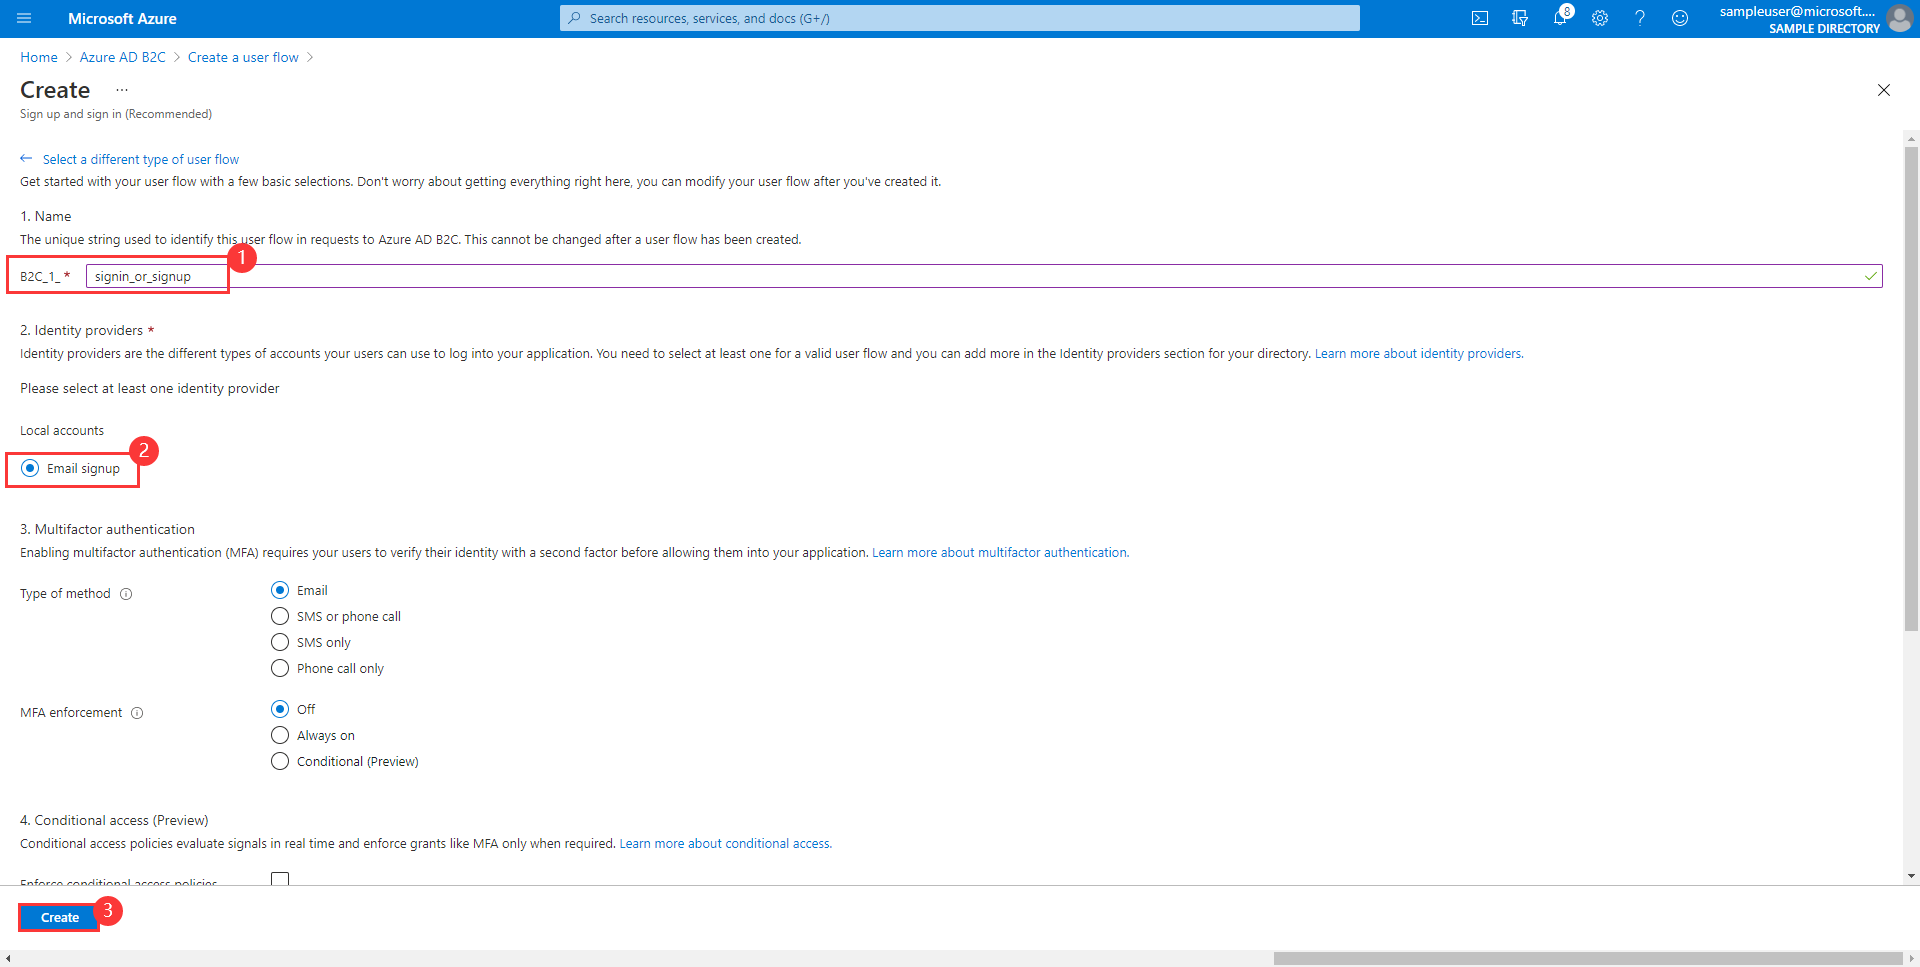 Microsoft Azure
Search resources, services, and docs (G+/)
8
sampleuser@microsoft....
SAMPLE DIRECTORY
Home > Azure AD B2C > Create a user flow >
Create ...
Sign up and sign in (Recommended)
← Select a different type of user flow
Get started with your user flow with a few basic selections. Don't worry about getting everything right here, you can modify your user flow after you've created it.
1. Name
The unique string used to identify this user flow in requests to Azure AD B2C. This cannot be changed after a user flow has been created.
1
B2C_1_ * signin_or_signup
2. Identity providers *
Identity providers are the different types of accounts your users can use to log into your application. You need to select at least one for a valid user flow and you can add more in the Identity providers section for your directory. Learn more about identity providers.
Please select at least one identity provider
Local accounts
2
Email signup
3. Multifactor authentication
Enabling multifactor authentication (MFA) requires your users to verify their identity with a second factor before allowing them into your application. Learn more about multifactor authentication.
Type of method
Email
SMS or phone call
SMS only
Phone call only
MFA enforcement
Off
Always on
Conditional (Preview)
4. Conditional access (Preview)
Conditional access policies evaluate signals in real time and enforce grants like MFA only when required. Learn more about conditional access.
Enforce conditional access policies
Create
3